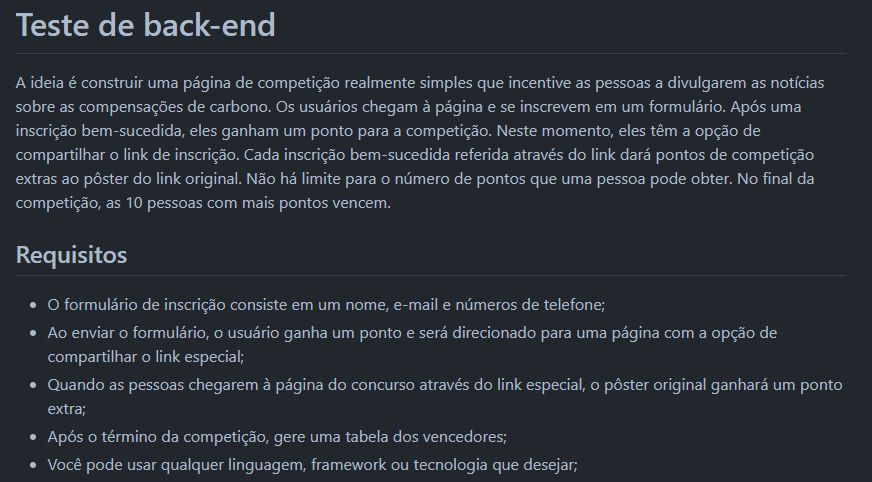 Teste de back-end
A ideia é construir uma página de competição realmente simples que incentive as pessoas a divulgarem as notícias
sobre as compensações de carbono. Os usuários chegam à página e se inscrevem em um formulário. Após uma
inscrição bem-sucedida, eles ganham um ponto para a competição. Neste momento, eles têm a opção de
compartilhar o link de inscrição. Cada inscrição bem-sucedida referida através do link dará pontos de competição
extras ao pôster do link original. Não há limite para o número de pontos que uma pessoa pode obter. No final da
competição, as 10 pessoas com mais pontos vencem.
Requisitos
• O formulário de inscrição consiste em um nome, e-mail e números de telefone;
• Ao enviar o formulário, o usuário ganha um ponto e será direcionado para uma página com a opção de
compartilhar o link especial;
• Quando as pessoas chegarem à página do concurso através do link especial, o pôster original ganhará um ponto
extra;
• Após o término da competição, gere uma tabela dos vencedores;
• Você pode usar qualquer linguagem, framework ou tecnologia que desejar;